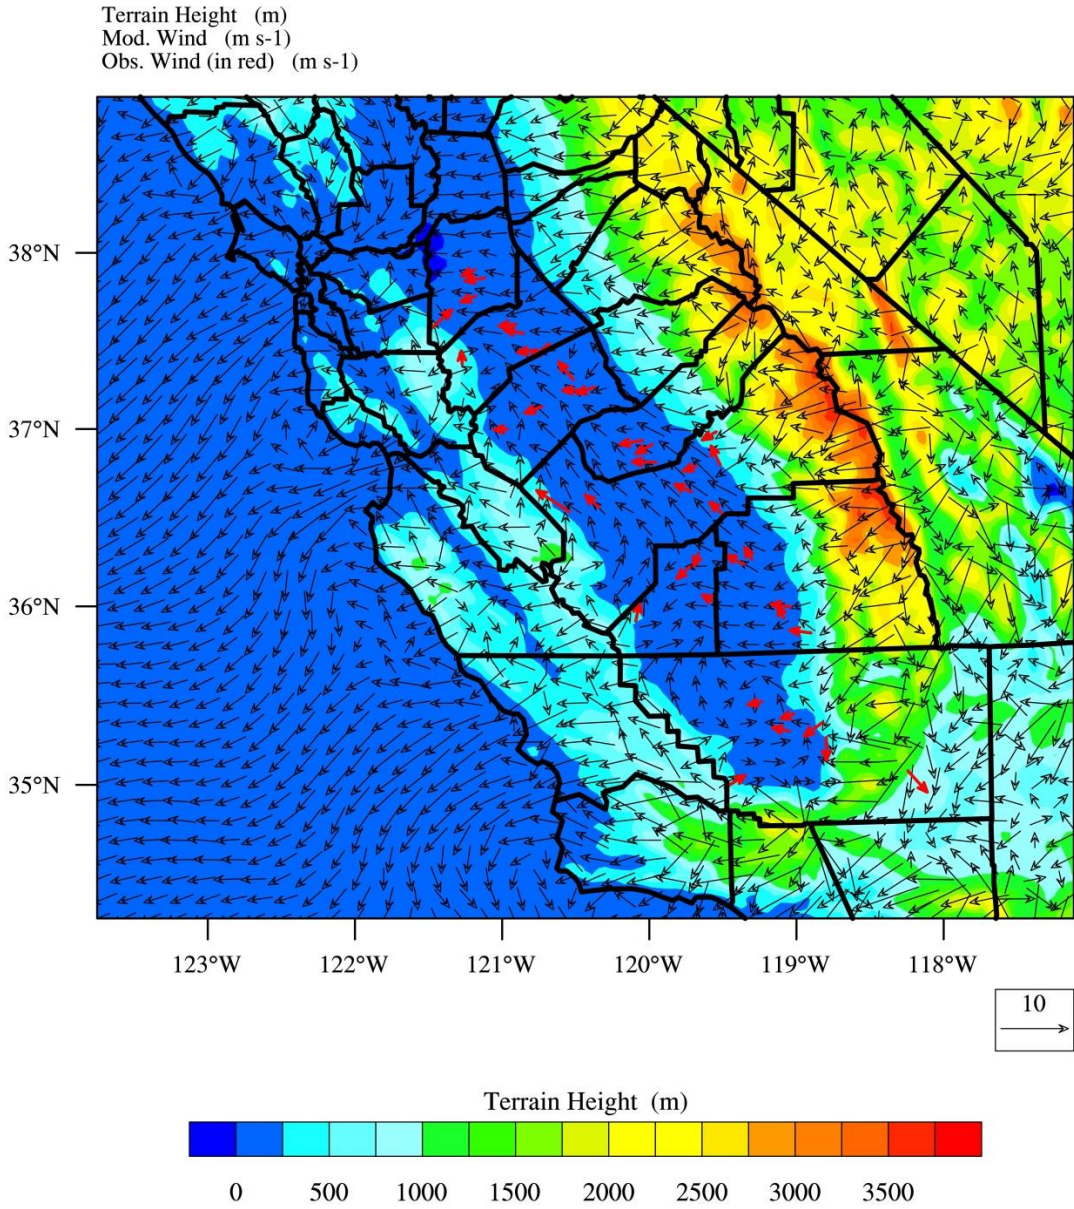 Terrain Height (m)
Mod. Wind (m s-1)
Obs. Wind (in red) (m s-1)
38°N
37°N
36°N
35°N
123°W 122°W 121°W 120°W 119°W 118°W
10
Terrain Height (m)
0 500 1000 1500 2000 2500 3000 3500